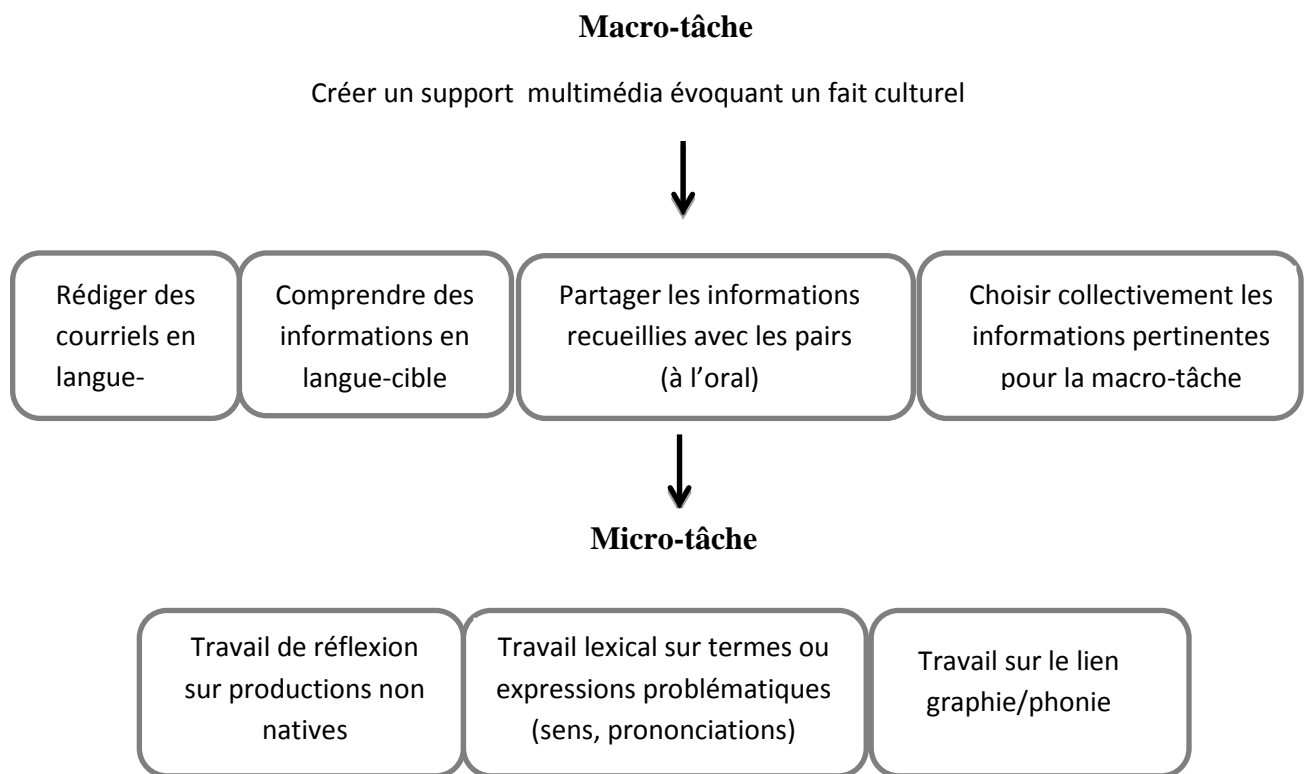 Macro-tâche
Créer un support multimédia évoquant un fait culturel
Rédiger des
courriels en
langue-
Comprendre des
informations en
langue-cible
Partager les informations
recueillies avec les pairs
(à l’oral)
Choisir collectivement les
informations pertinentes
pour la macro-tâche
Micro-tâche
Travail de réflexion
sur productions non
natives
Travail lexical sur termes ou
expressions problématiques
(sens, prononciations)
Travail sur le lien
graphie/phonie